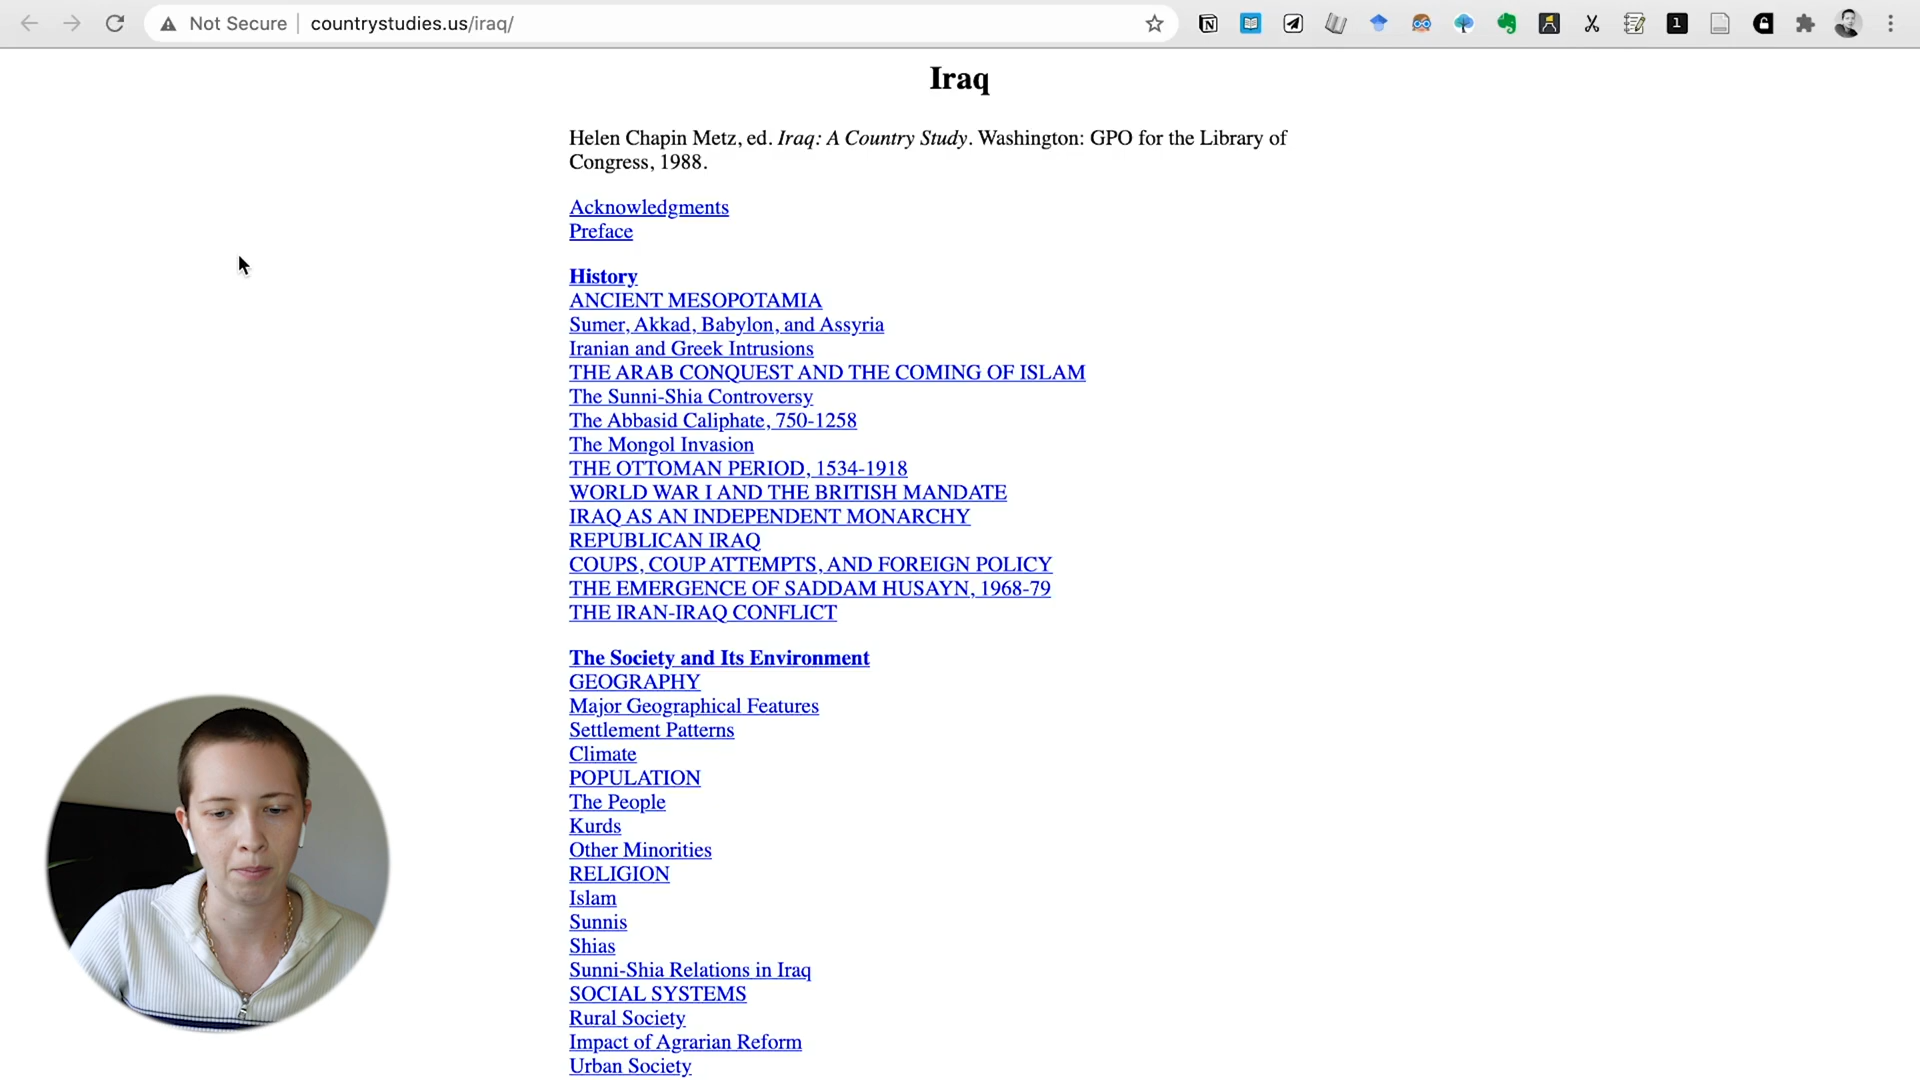 Not Secure
countrystudies.us/iraq/
1
Iraq
Helen Chapin Metz, ed. Iraq: A Country Study. Washington: GPO for the Library of
Congress, 1988.
Acknowledgments
Preface
History
ANCIENT MESOPOTAMIA
Sumer, Akkad, Babylon, and Assyria
Iranian and Greek Intrusions
THE ARAB CONQUEST AND THE COMING OF ISLAM
The Sunni-Shia Controversy
The Abbasid Caliphate, 750-1258
The Mongol Invasion
THE OTTOMAN PERIOD, 1534-1918
WORLD WAR I AND THE BRITISH MANDATE
IRAQ AS AN INDEPENDENT MONARCHY
REPUBLICAN IRAQ
COUPS, COUP ATTEMPTS, AND FOREIGN POLICY
THE EMERGENCE OF SADDAM HUSAYN, 1968-79
THE IRAN-IRAQ CONFLICT
The Society and Its Environment
GEOGRAPHY
Major Geographical Features
Settlement Patterns
Climate
POPULATION
The People
Kurds
Other Minorities
RELIGION
Islam
Sunnis
Shias
Sunni-Shia Relations in Iraq
SOCIAL SYSTEMS
Rural Society
Impact of Agrarian Reform
Urban Society